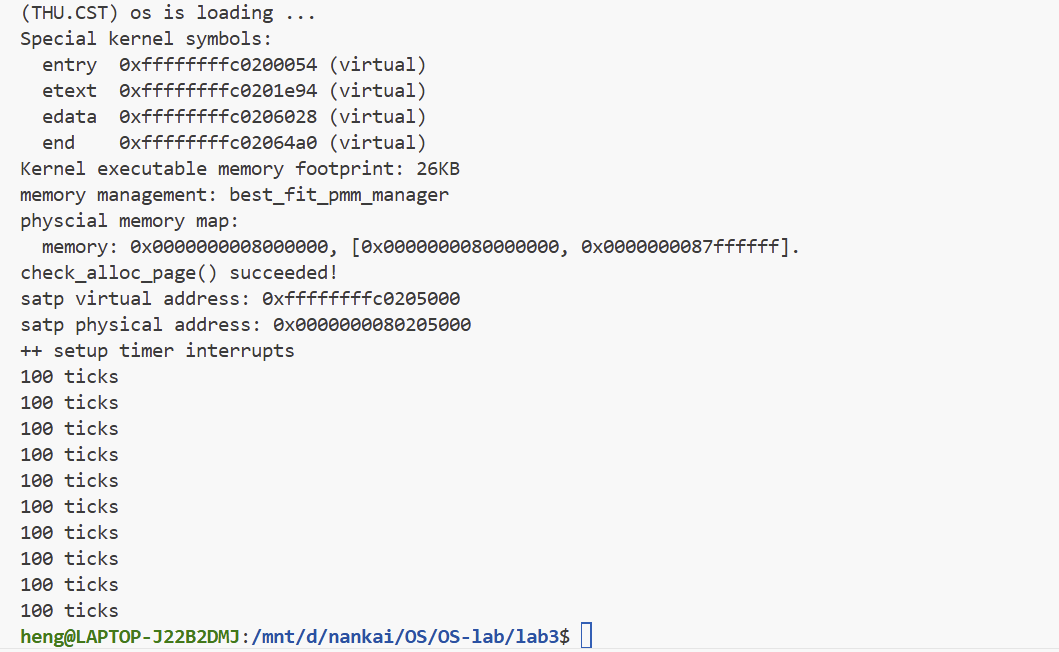 (THU.CST) os is loading ...
Special kernel symbols:
  entry  0xffffffffc0200054 (virtual)
  etext  0xffffffffc0201e94 (virtual)
  edata  0xffffffffc0206028 (virtual)
  end    0xffffffffc02064a0 (virtual)
Kernel executable memory footprint: 26KB
memory management: best_fit_pmm_manager
physcial memory map:
  memory: 0x0000000008000000, [0x0000000080000000, 0x0000000087ffffff].
check_alloc_page() succeeded!
satp virtual address: 0xffffffffc0205000
satp physical address: 0x0000000080205000
++ setup timer interrupts
100 ticks
100 ticks
100 ticks
100 ticks
100 ticks
100 ticks
100 ticks
100 ticks
100 ticks
100 ticks
heng@LAPTOP-J22B2DMJ:/mnt/d/nankai/OS/OS-lab/lab3$